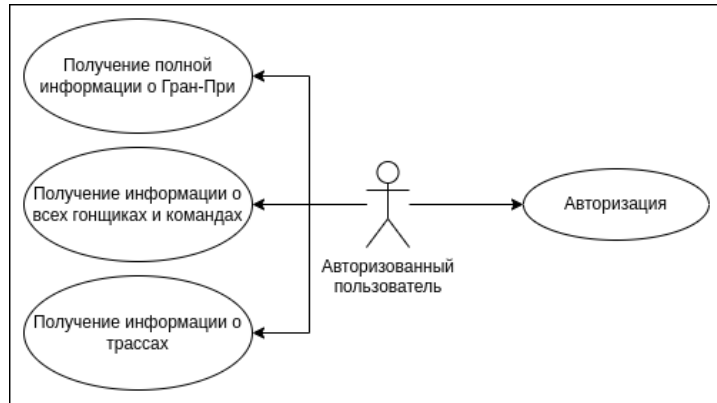 Получение полной
информации о Гран-При
Получение информации о
всех гонщиках и командах
Получение информации о
трассах
Авторизованный
пользователь
Авторизация